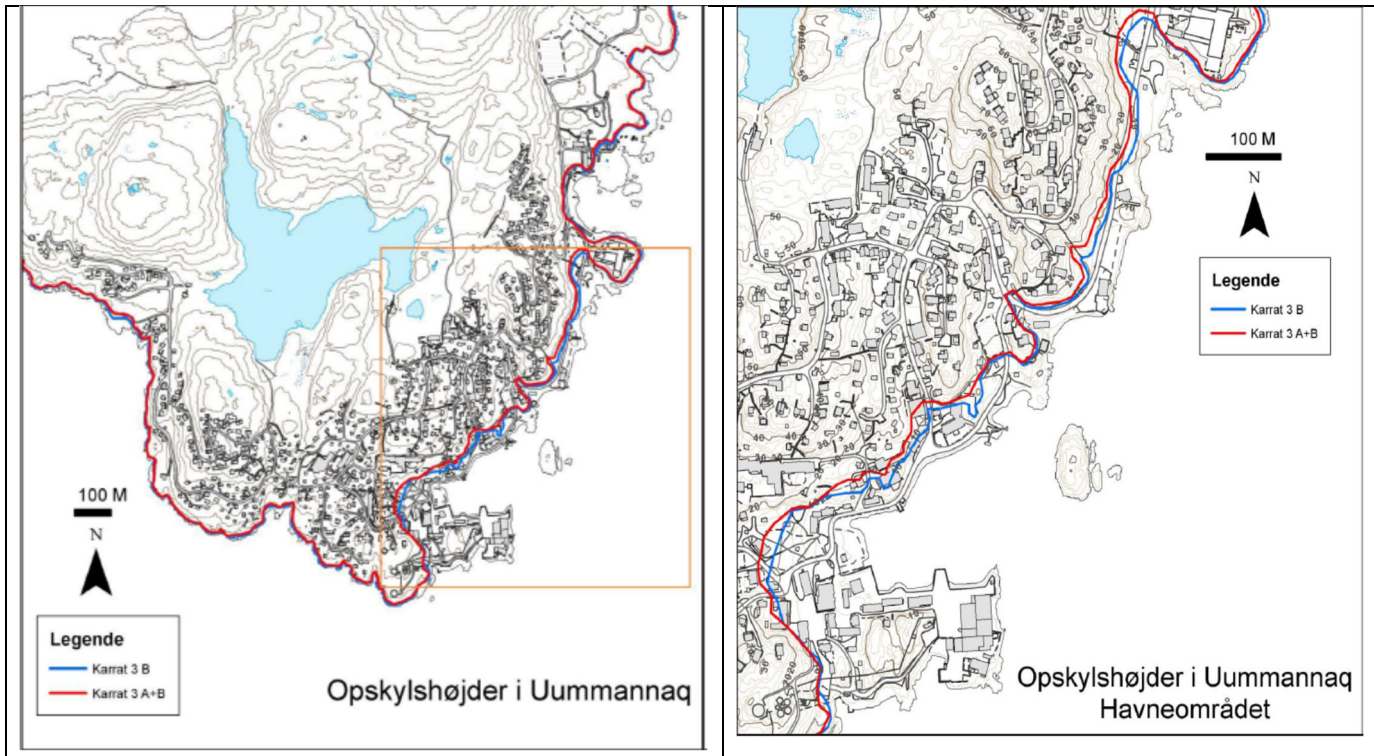 100 M
N
Legende
Karrat 3 B
Karrat 3 A+B
Opskylshøjder i Uummannaq
100 M
N
Legende
Karrat 3 B
Karrat 3 A+B
Opskylshøjder i Uummannaq
Havneområdet